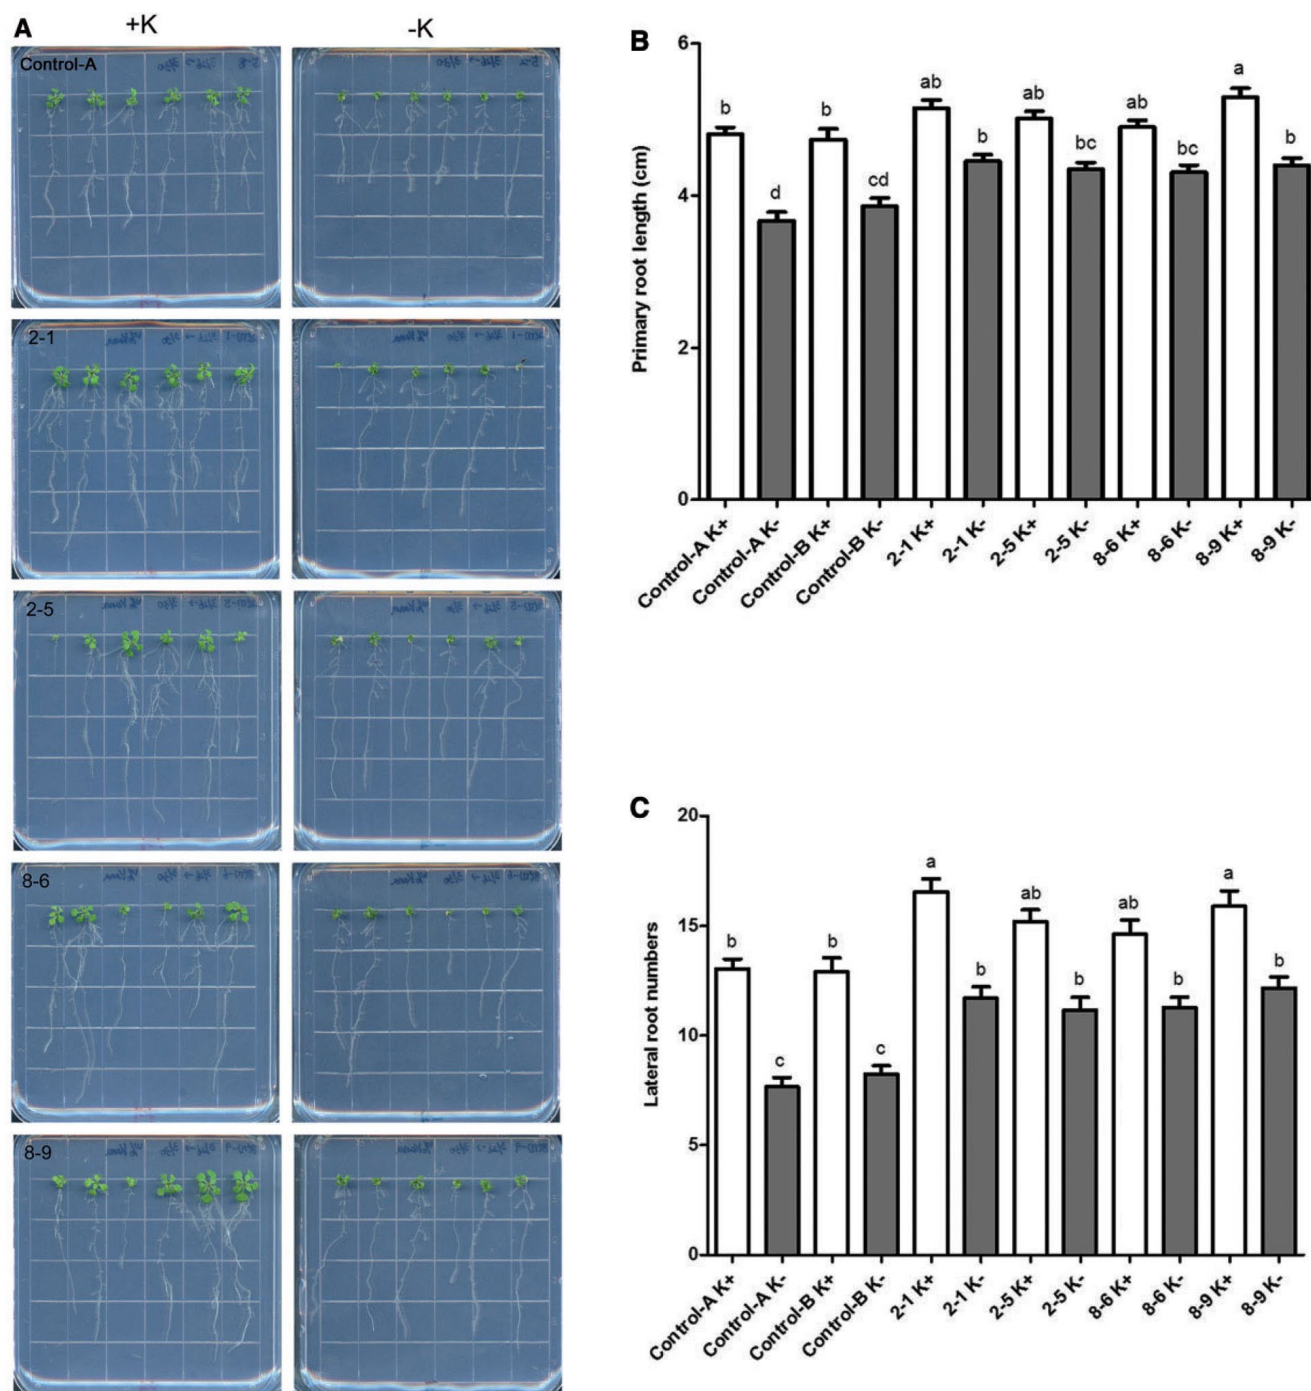 A
+K
-K
Control-A
2-1
2-5
8-6
8-9
B
Primary root length (cm)
6
4
2
0
b
d
b
cd
ab
b
ab
bc
ab
bc
a
b
Control-A K+
Control-A K-
Control-B K+
Control-B K-
2-1 K+
2-1 K-
2-5 K+
2-5 K-
8-6 K+
8-6 K-
8-9 K+
8-9 K-
C
Lateral root numbers
20
15
10
5
0
b
c
b
c
a
b
ab
b
ab
b
a
b
Control-A K+
Control-A K-
Control-B K+
Control-B K-
2-1 K+
2-1 K-
2-5 K+
2-5 K-
8-6 K+
8-6 K-
8-9 K+
8-9 K-